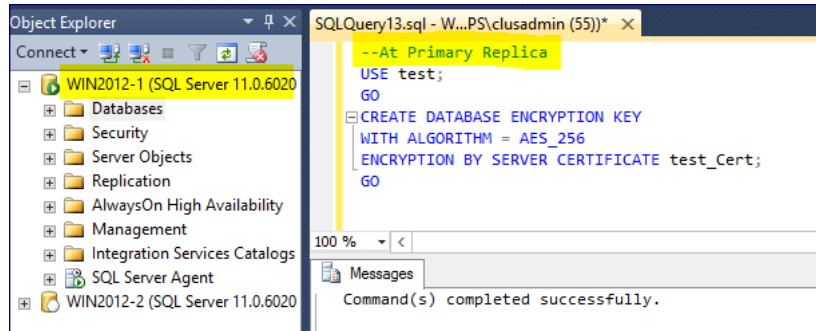 Object Explorer
Connect
WIN2012-1 (SQL Server 11.0.6020
Databases
Security
Server Objects
Replication
AlwaysOn High Availability
Management
Integration Services Catalogs
SQL Server Agent
WIN2012-2 (SQL Server 11.0.6020
SQLQuery13.sql - W...PS\clusadmin (55))*
--At Primary Replica
USE test;
GO
CREATE DATABASE ENCRYPTION KEY
WITH ALGORITHM = AES_256
ENCRYPTION BY SERVER CERTIFICATE test_Cert;
GO
100 %
Messages
Command(s) completed successfully.